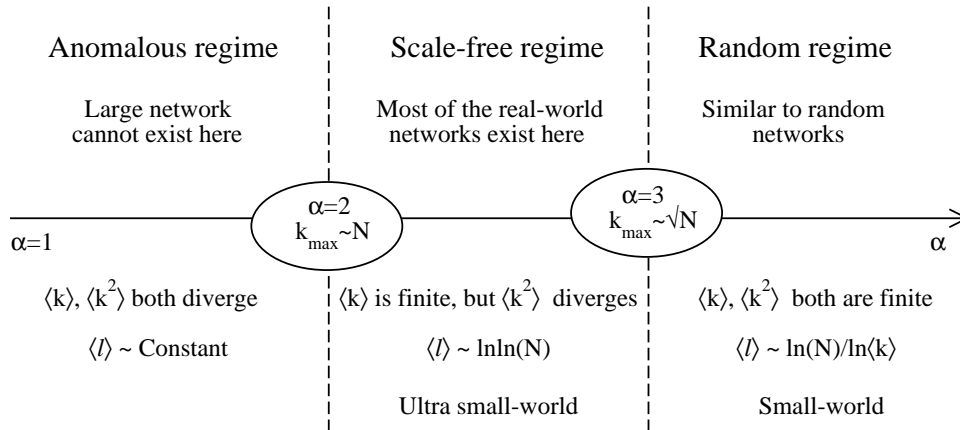 Anomalous regime
Large network
cannot exist here
Scale-free regime
Most of the real-world
networks exist here
Random regime
Similar to random
networks
α=1
α=2
k_max~N
α=3
k_max~√N
α
⟨k⟩, ⟨k²⟩ both diverge
⟨l⟩ ~ Constant
⟨k⟩ is finite, but ⟨k²⟩ diverges
⟨l⟩ ~ lnln(N)
Ultra small-world
⟨k⟩, ⟨k²⟩ both are finite
⟨l⟩ ~ ln(N)/ln⟨k⟩
Small-world